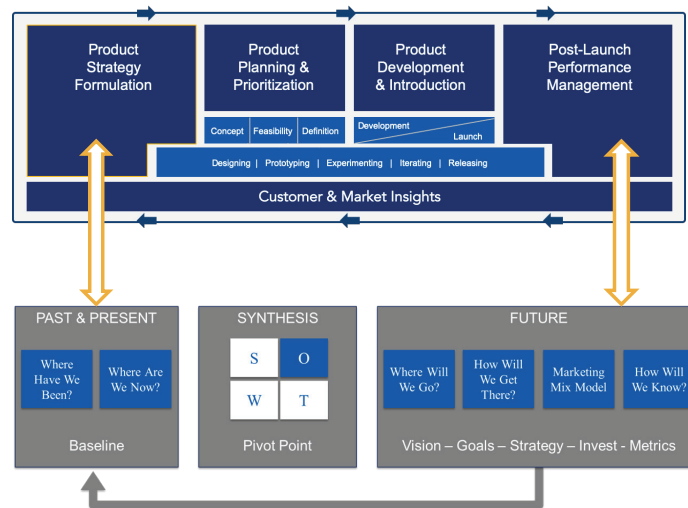 Product
Strategy
Formulation
Product
Planning &
Prioritization
Product
Development
& Introduction
Post-Launch
Performance
Management
Concept
Feasibility
Definition
Development
Launch
Designing | Prototyping | Experimenting | Iterating | Releasing
Customer & Market Insights
PAST & PRESENT
Where
Have We
Been?
Where Are
We Now?
Baseline
SYNTHESIS
S
O
W
T
Pivot Point
FUTURE
Where Will
We Go?
How Will
We Get
There?
Marketing
Mix Model
How Will
We Know?
Vision – Goals – Strategy – Invest - Metrics